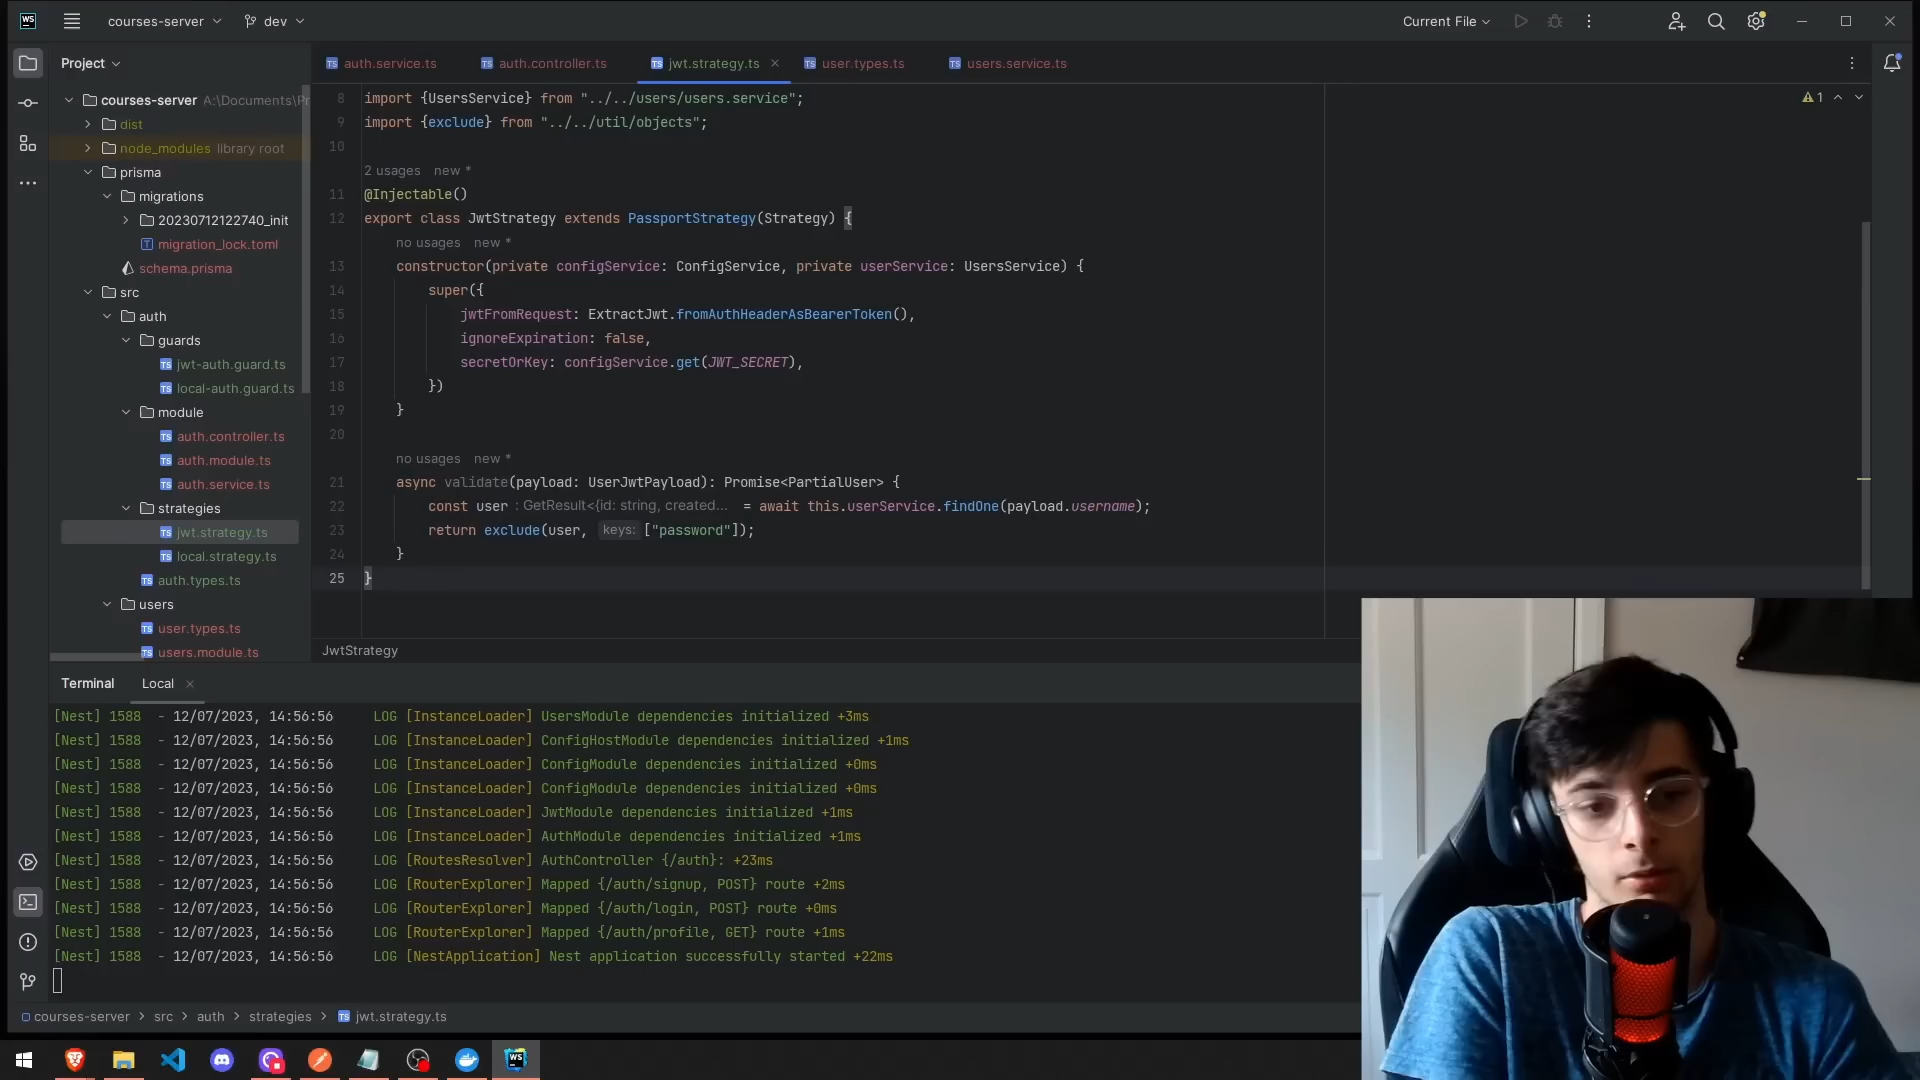 WS
courses-server
dev
Current File
Project
auth.service.ts
auth.controller.ts
jwt.strategy.ts
user.types.ts
users.service.ts
courses-server A:\Documents\Pr
dist
node_modules library root
prisma
migrations
20230712122740_init
migration_lock.toml
schema.prisma
src
auth
guards
jwt-auth.guard.ts
local-auth.guard.ts
module
auth.controller.ts
auth.module.ts
auth.service.ts
strategies
jwt.strategy.ts
local.strategy.ts
auth.types.ts
users
user.types.ts
users.module.ts
1
8 import {UsersService} from "../../users/users.service";
9 import {exclude} from "../../util/objects";
10
2 usages new *
11 @Injectable()
12 export class JwtStrategy extends PassportStrategy(Strategy) {
no usages new *
13 constructor(private configService: ConfigService, private userService: UsersService) {
14 super({
15 jwtFromRequest: ExtractJwt.fromAuthHeaderAsBearerToken(),
16 ignoreExpiration: false,
17 secretOrKey: configService.get(JWT_SECRET),
18 })
19 }
20
no usages new *
21 async validate(payload: UserJwtPayload): Promise<PartialUser> {
22 const user : GetResult<{id: string, created... = await this.userService.findOne(payload.username);
23 return exclude(user, keys: ["password"]);
24 }
25 }
JwtStrategy
Terminal
Local
[Nest] 1588 - 12/07/2023, 14:56:56 LOG [InstanceLoader] UsersModule dependencies initialized +3ms
[Nest] 1588 - 12/07/2023, 14:56:56 LOG [InstanceLoader] ConfigHostModule dependencies initialized +1ms
[Nest] 1588 - 12/07/2023, 14:56:56 LOG [InstanceLoader] ConfigModule dependencies initialized +0ms
[Nest] 1588 - 12/07/2023, 14:56:56 LOG [InstanceLoader] ConfigModule dependencies initialized +0ms
[Nest] 1588 - 12/07/2023, 14:56:56 LOG [InstanceLoader] JwtModule dependencies initialized +1ms
[Nest] 1588 - 12/07/2023, 14:56:56 LOG [InstanceLoader] AuthModule dependencies initialized +1ms
[Nest] 1588 - 12/07/2023, 14:56:56 LOG [RoutesResolver] AuthController {/auth}: +23ms
[Nest] 1588 - 12/07/2023, 14:56:56 LOG [RouterExplorer] Mapped {/auth/signup, POST} route +2ms
[Nest] 1588 - 12/07/2023, 14:56:56 LOG [RouterExplorer] Mapped {/auth/login, POST} route +0ms
[Nest] 1588 - 12/07/2023, 14:56:56 LOG [RouterExplorer] Mapped {/auth/profile, GET} route +1ms
[Nest] 1588 - 12/07/2023, 14:56:56 LOG [NestApplication] Nest application successfully started +22ms
courses-server > src > auth > strategies > jwt.strategy.ts
WS